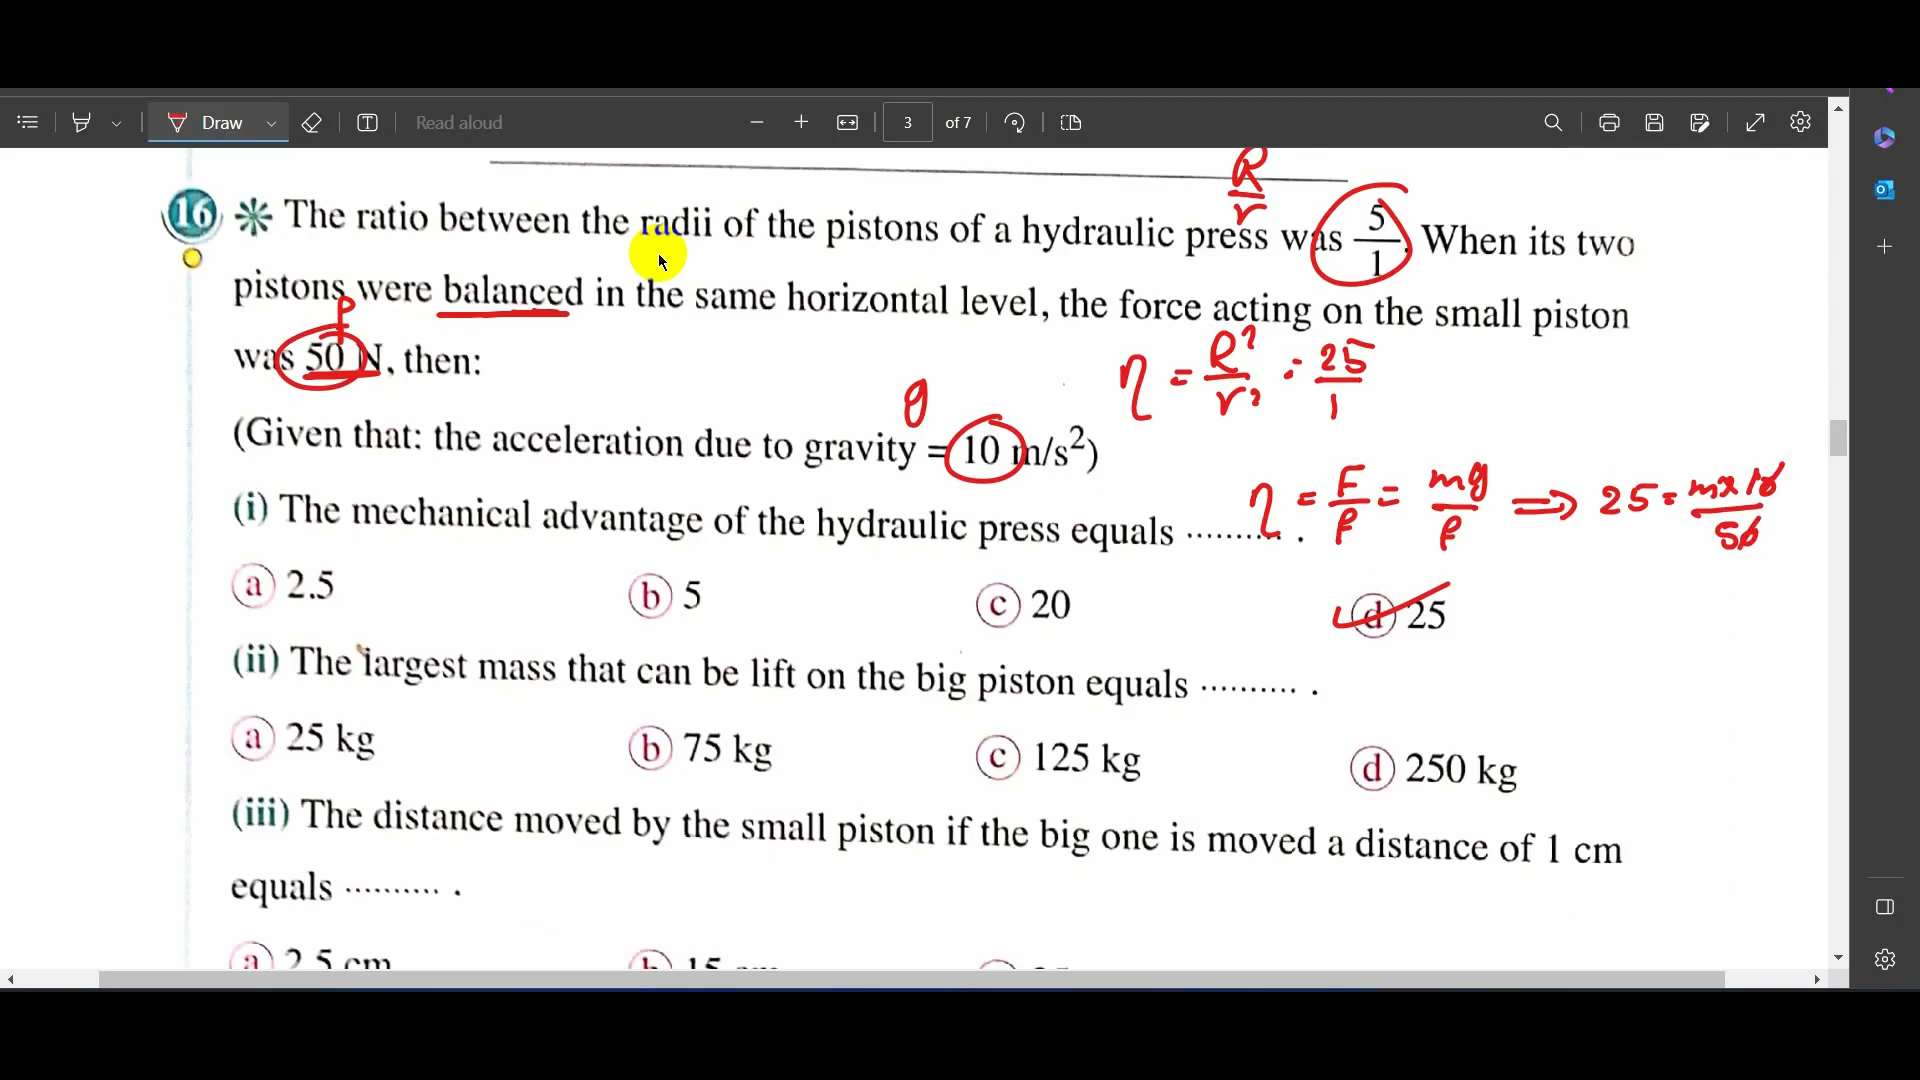 Draw
Read aloud
3 of 7
R/r
16 The ratio between the radii of the pistons of a hydraulic press was 5/1. When its two
pistons were balanced in the same horizontal level, the force acting on the small piston
was 50 N, then:
η = R²/r² = 25/1
g
(Given that: the acceleration due to gravity = 10 m/s²)
η = F/f = mg/f ⇒ 25 = m×10/50
(i) The mechanical advantage of the hydraulic press equals .......... .
a 2.5 b 5 c 20 d 25
(ii) The largest mass that can be lift on the big piston equals .......... .
a 25 kg b 75 kg c 125 kg d 250 kg
(iii) The distance moved by the small piston if the big one is moved a distance of 1 cm
equals .......... .
a 2.5 cm b 15